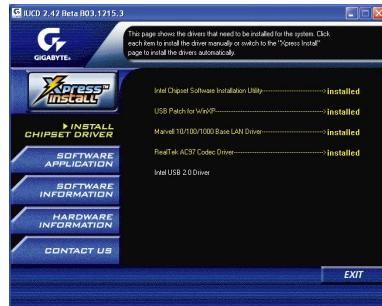 IUCD 2.42 Beta B03.1215.3
GIGABYTE
This page shows the drivers that need to be installed for the system. Click
each item to install the driver manually or switch to the "Xpress Install"
page to install the drivers automatically.
Xpress
INSTALL
Intel Chipset Software Installation Utility---->installed
USB Patch for WinXP---->installed
INSTALL
CHIPSET DRIVER
Marvell 10/100/1000 Base LAN Driver---->installed
RealTek AC97 Codec Driver---->installed
SOFTWARE
APPLICATION
Intel USB 2.0 Driver
SOFTWARE
INFORMATION
HARDWARE
INFORMATION
CONTACT US
EXIT